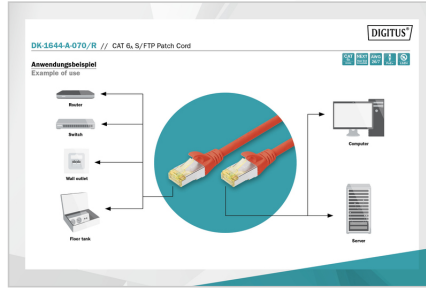 DIGITUS®
DK-1644-A-070/R // CAT 6A S/FTP Patch Cord
Anwendungsbeispiel
Example of use
Router
Switch
Wall outlet
Floor tank
Computer
Server